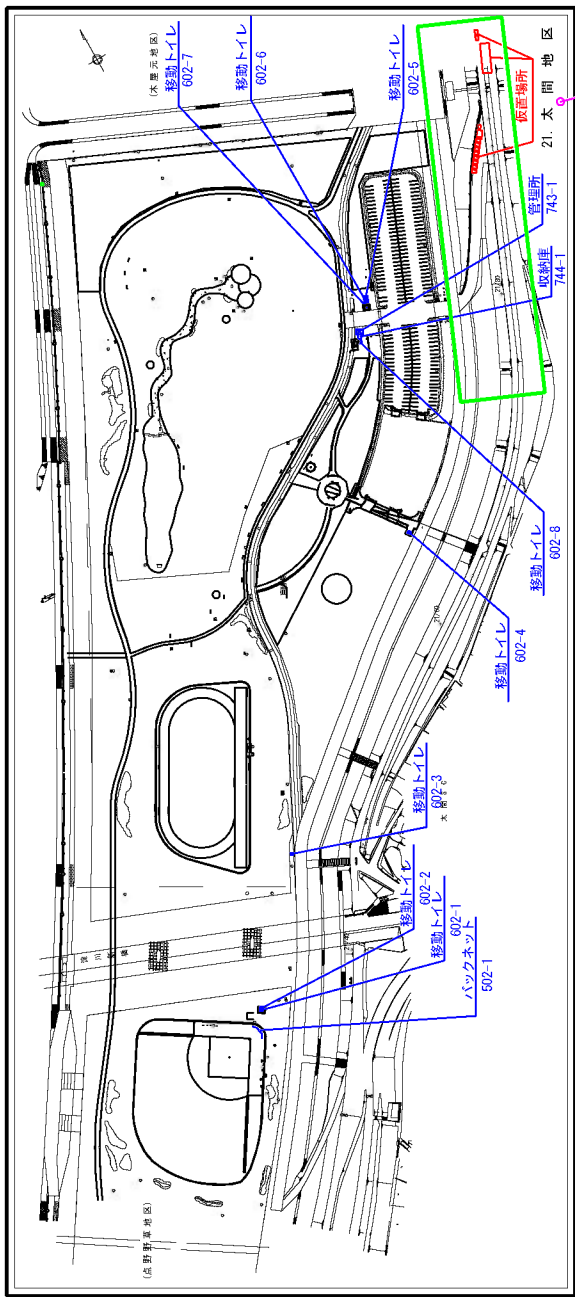 21. 太間地区
(木屋元地区)
移動トイレ
602-7
移動トイレ
602-6
移動トイレ
602-5
仮置場所
管理所
743-1
収納庫
744-1
移動トイレ
602-8
移動トイレ
602-4
移動トイレ
602-3
移動トイレ
602-2
移動トイレ
602-1
バックネット
502-1
(点野野草地区)